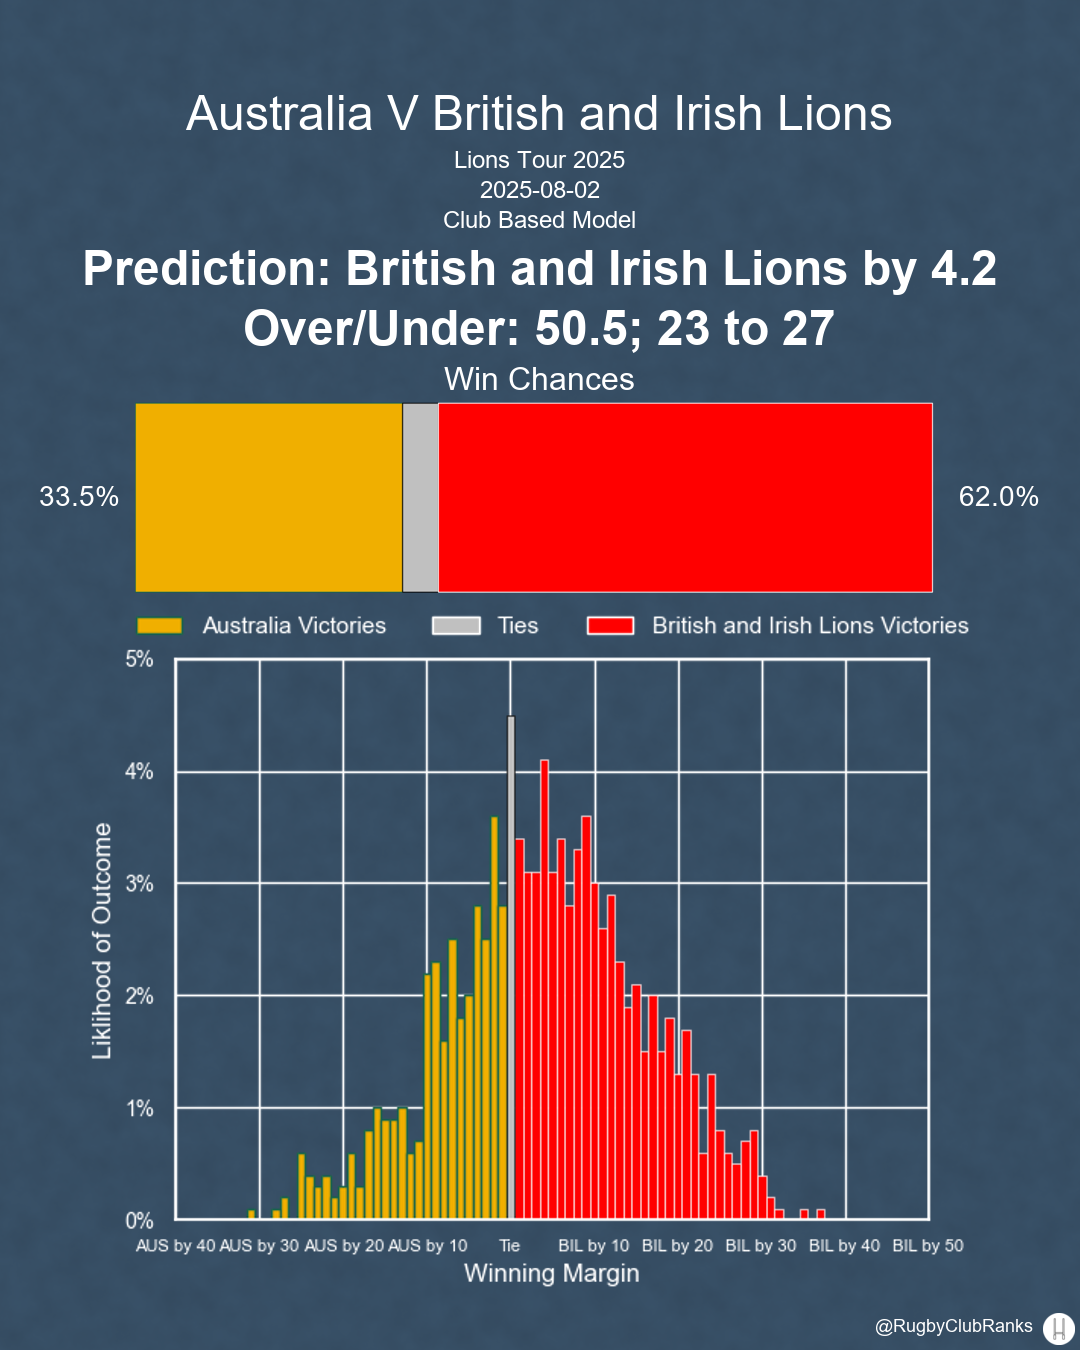 Australia V British and Irish Lions
Lions Tour 2025
2025-08-02
Club Based Model
Prediction: British and Irish Lions by 4.2
Over/Under: 50.5; 23 to 27
Win Chances
33.5%
62.0%
Australia Victories Ties British and Irish Lions Victories
5%
4%
3%
2%
1%
0%
Liklihood of Outcome
AUS by 40 AUS by 30 AUS by 20 AUS by 10 Tie BIL by 10 BIL by 20 BIL by 30 BIL by 40 BIL by 50
Winning Margin
@RugbyClubRanks